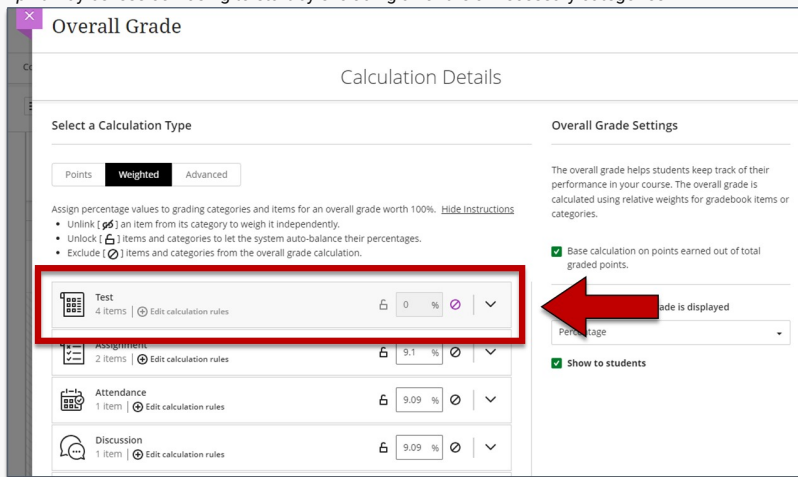 Overall Grade
Calculation Details
Select a Calculation Type
Points Weighted Advanced
Assign percentage values to grading categories and items for an overall grade worth 100%. Hide Instructions
• Unlink [ ] an item from its category to weigh it independently.
• Unlock [ ] items and categories to let the system auto-balance their percentages.
• Exclude [ ] items and categories from the overall grade calculation.
Test
4 items | Edit calculation rules
0 %
Assignment
2 items | Edit calculation rules
9.1 %
Attendance
1 item | Edit calculation rules
9.09 %
Discussion
1 item | Edit calculation rules
9.09 %
Overall Grade Settings
The overall grade helps students keep track of their
performance in your course. The overall grade is
calculated using relative weights for gradebook items or
categories.
Base calculation on points earned out of total
graded points.
is displayed
Percentage
Show to students